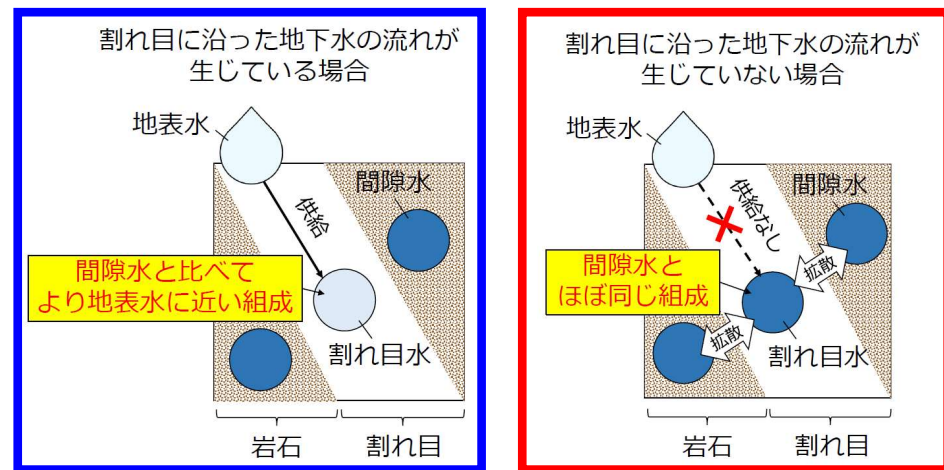 割れ目に沿った地下水の流れが
生じている場合
地表水
間隙水
供給
間隙水と比べて
より地表水に近い組成
割れ目水
岩石
割れ目
割れ目に沿った地下水の流れが
生じていない場合
地表水
間隙水
供給なし
拡散
間隙水と
ほぼ同じ組成
拡散
割れ目水
岩石
割れ目